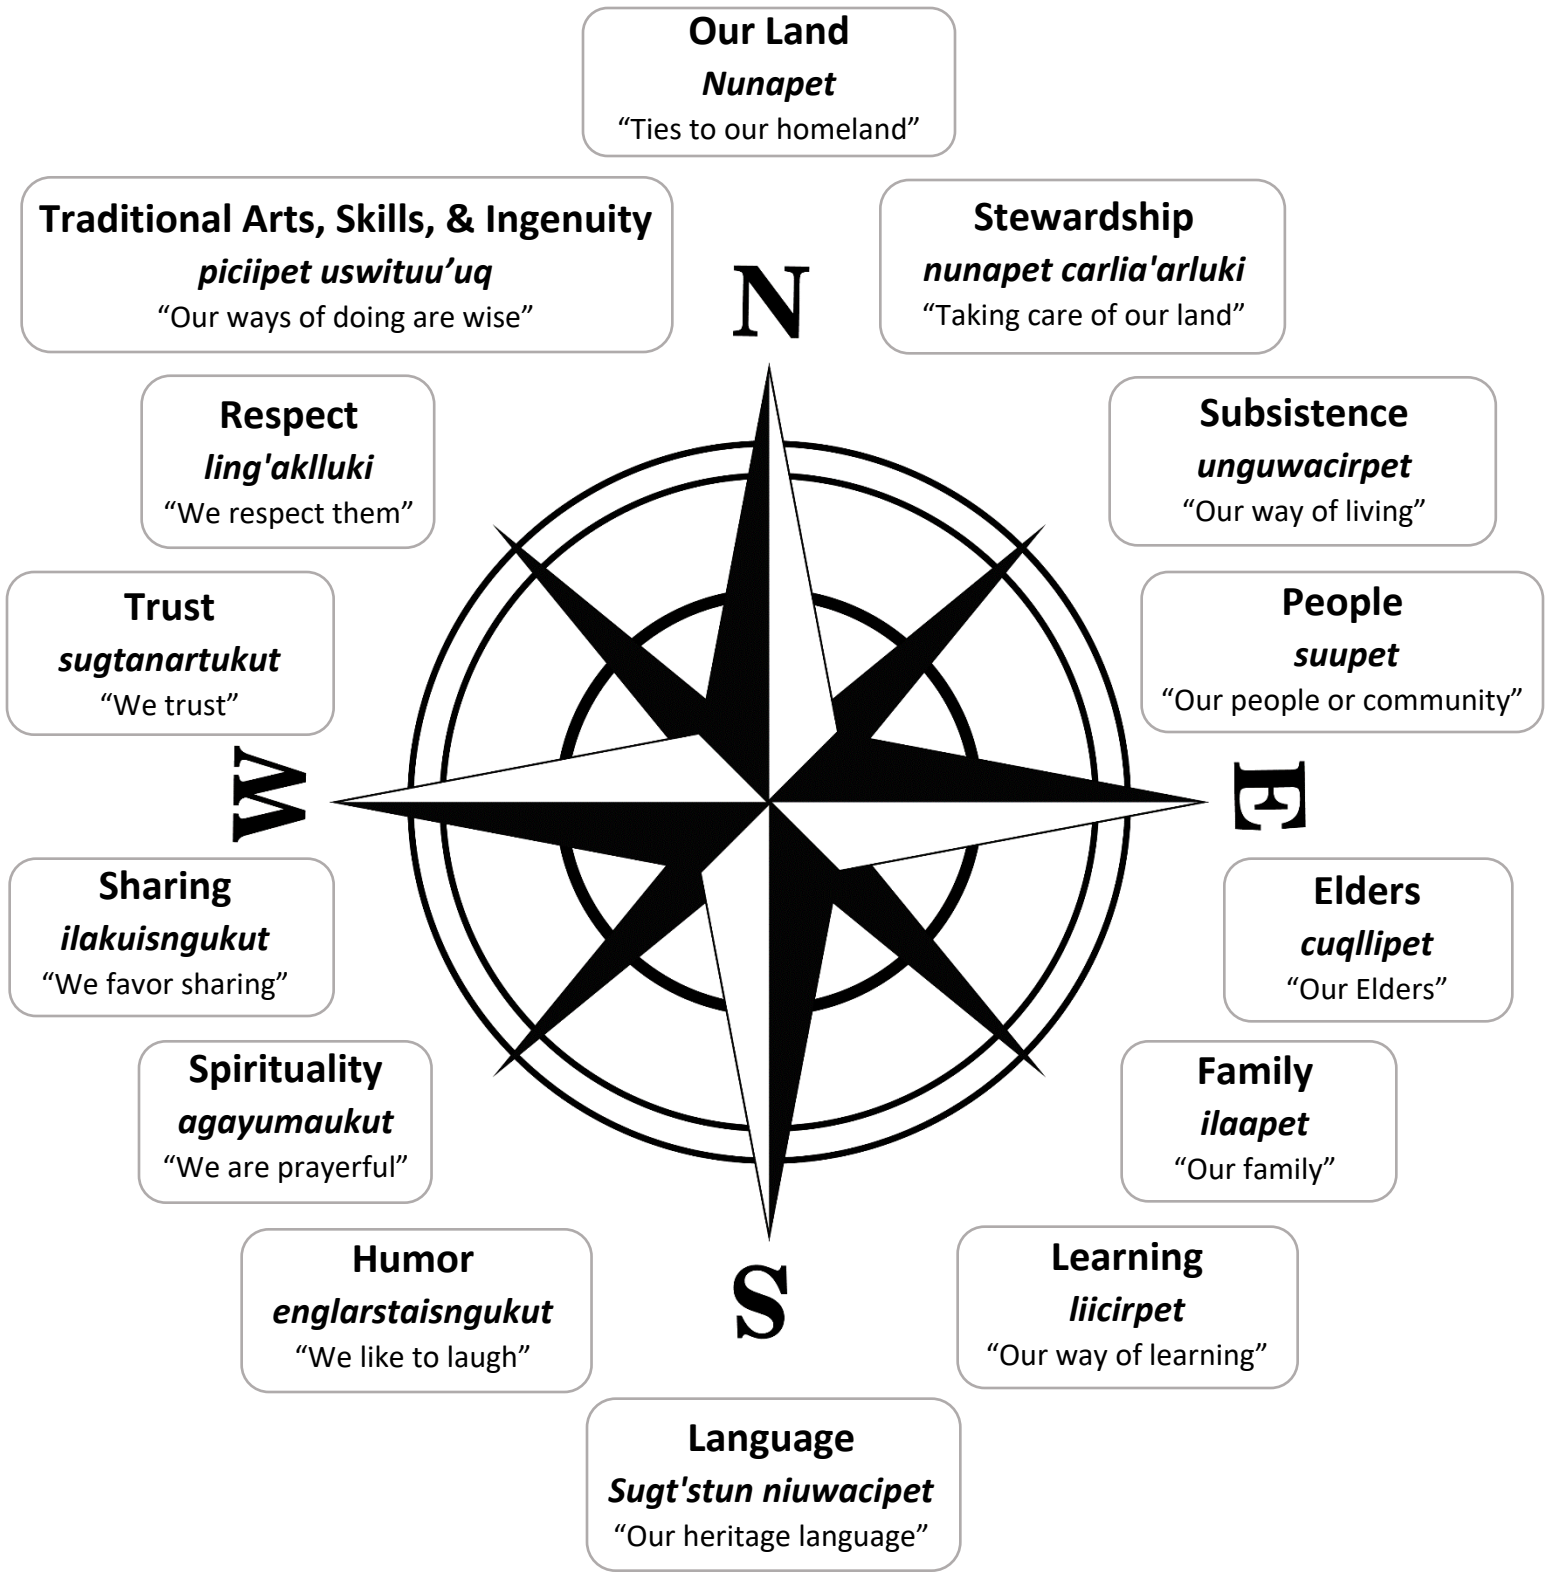 Our Land
Nunapet
“Ties to our homeland”
Traditional Arts, Skills, & Ingenuity
piciipet uswituu’uq
“Our ways of doing are wise”
Stewardship
nunapet carlia'arluki
“Taking care of our land”
N
Respect
ling'aklluki
“We respect them”
Subsistence
unguwacirpet
“Our way of living”
Trust
sugtanartukut
“We trust”
People
suupet
“Our people or community”
W
E
Sharing
ilakuisngukut
“We favor sharing”
Elders
cuqllipet
“Our Elders”
Spirituality
agayumaukut
“We are prayerful”
Family
ilaapet
“Our family”
Humor
englarstaisngukut
“We like to laugh”
S
Learning
liicirpet
“Our way of learning”
Language
Sugt'stun niuwacipet
“Our heritage language”